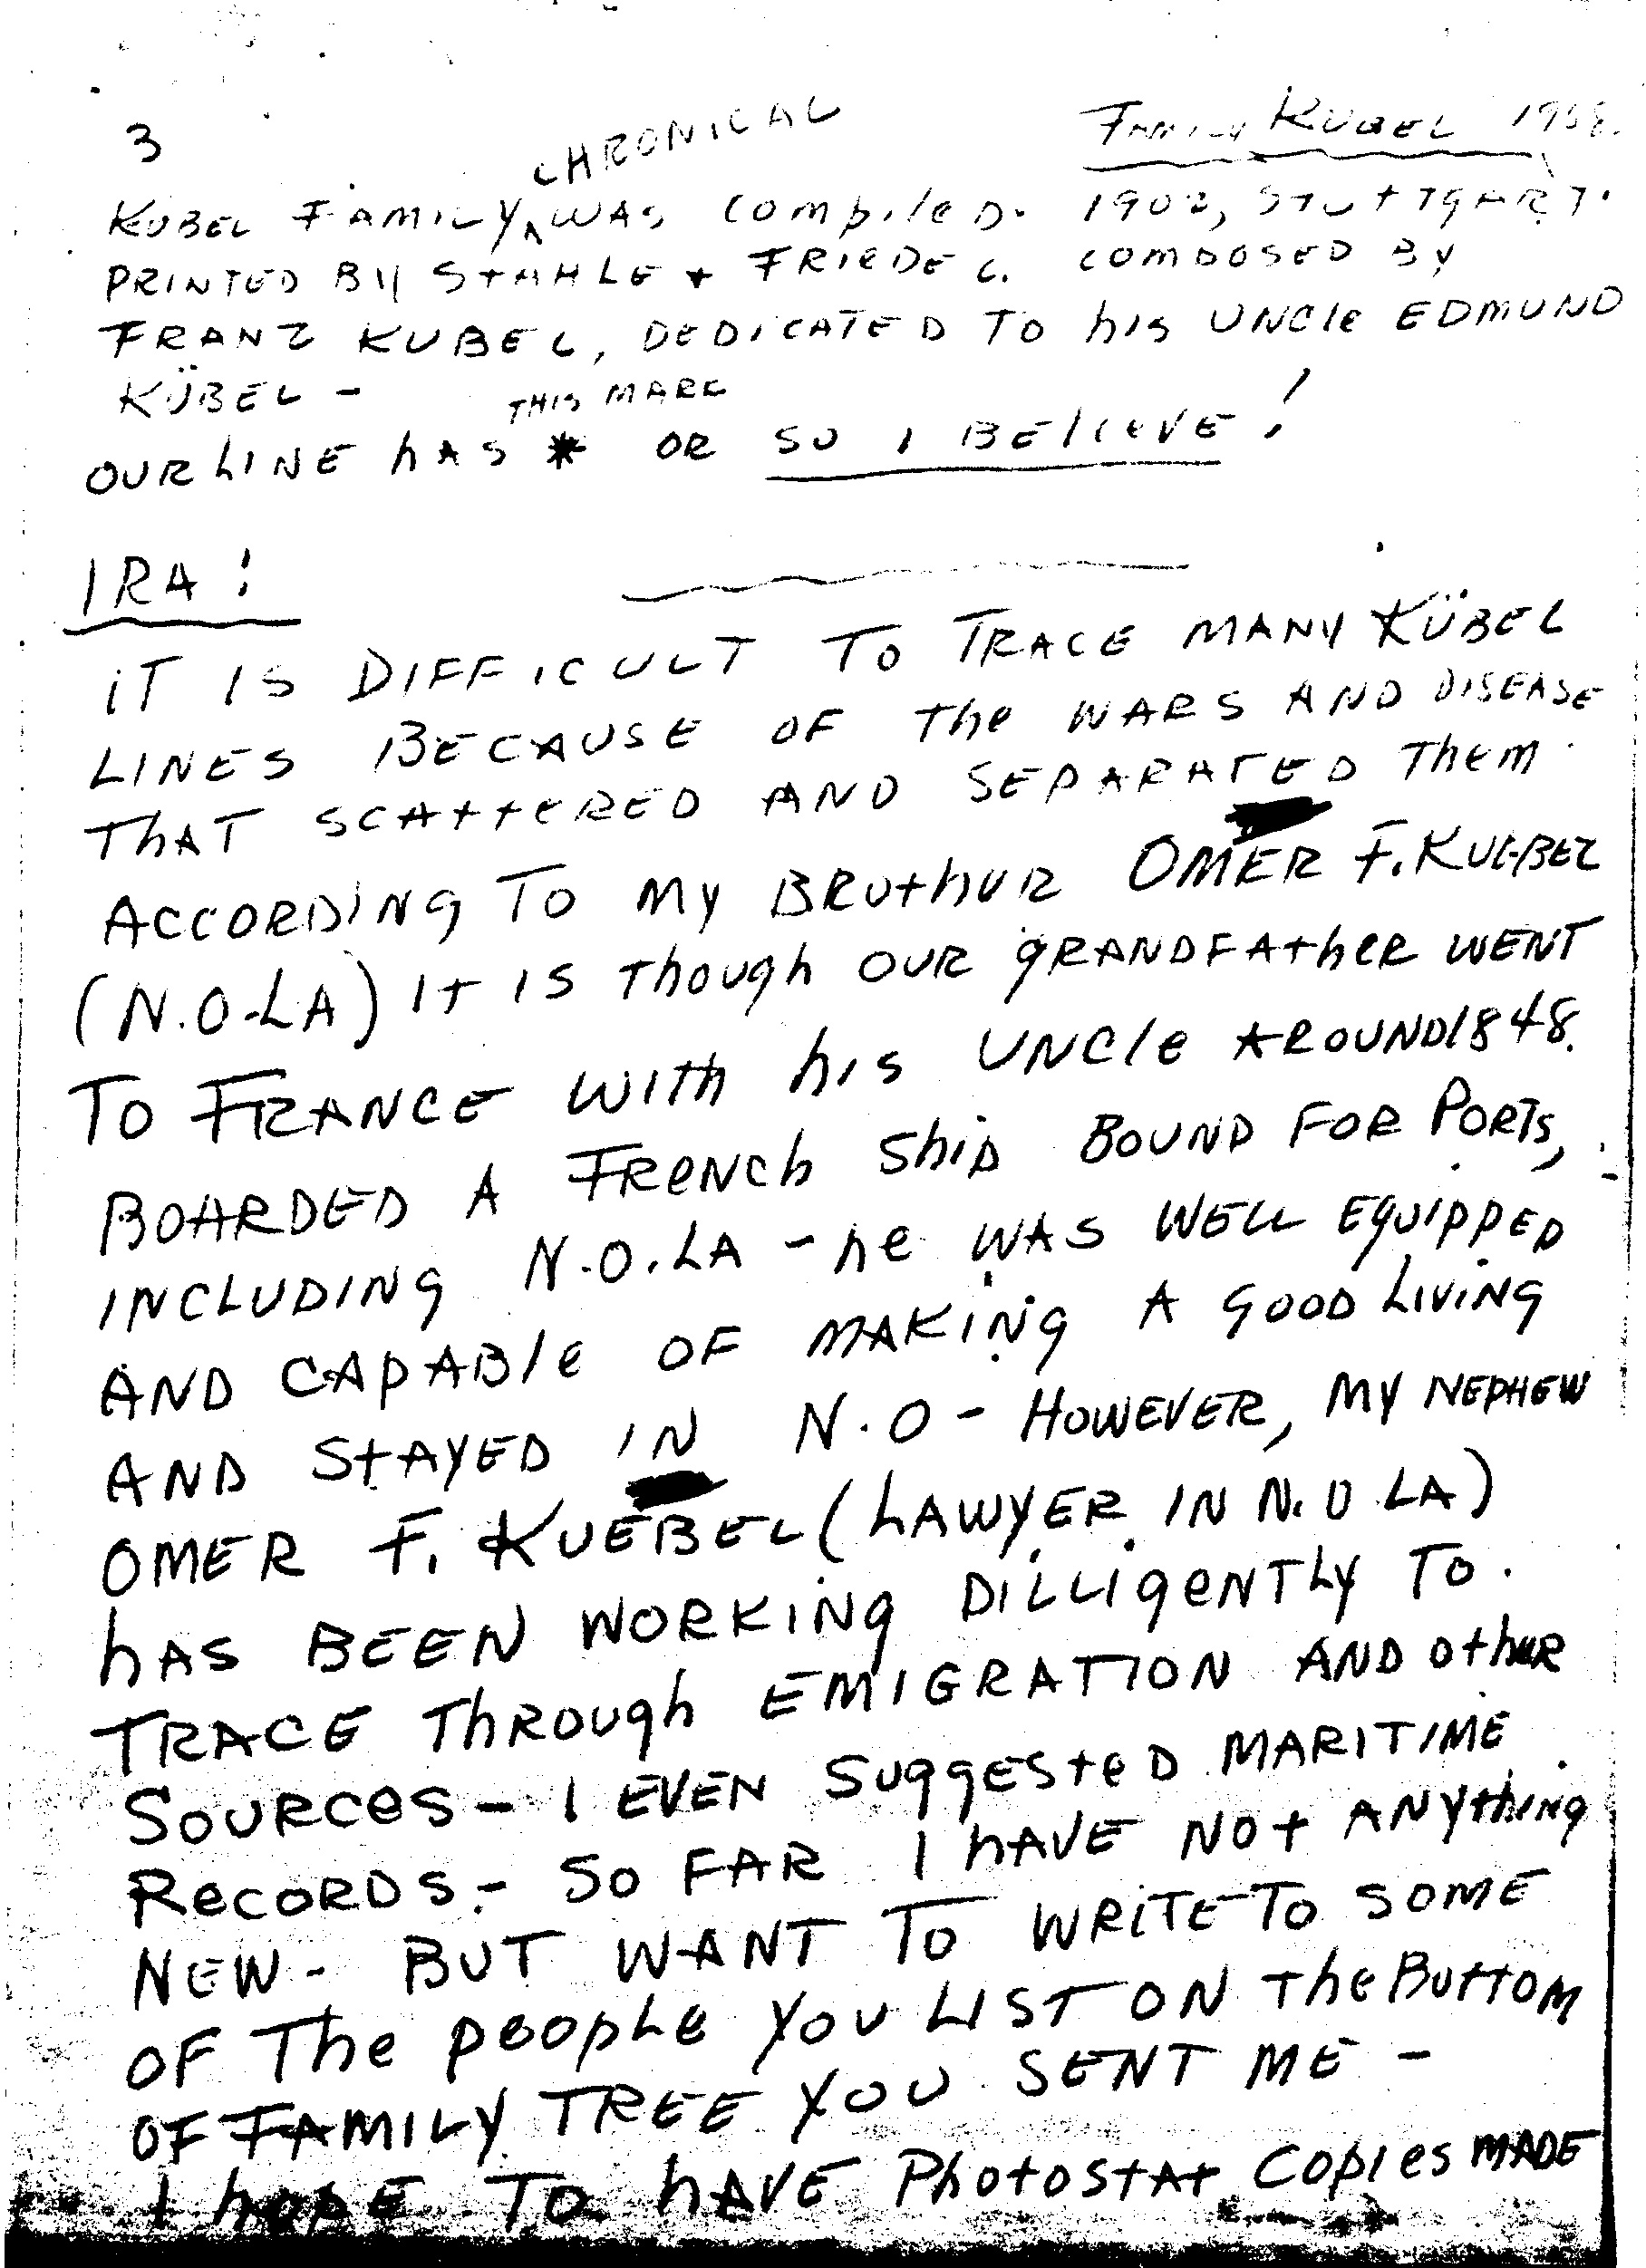 3
FAMILY KUBEL 1958.
CHRONICAL
KUBEL FAMILY ^ WAS COMPILED. 1902, STUTTGART.
PRINTED BY STAHLE + FRIEDEL. COMPOSED BY
FRANZ KUBEL, DEDICATED TO his UNCle EDMUND
KÜBEL -
THIS MARK
OUR LINE hAS * OR SO I BElIeVE!
IRA!
iT IS DIFFICULT TO TRACE MANY KÜBEL
LINES BECAUSE OF The WARS AND DISEASE
ThAT SCAtteRED AND SEPARATED Them
ACCORDING TO My BRUthUR OMER F. KUEBEL
(N.O-LA) It IS Though OUR GRANDFAtheR WENT
TO FRANCE WITh his UNCle AROUND 1848.
BOARDED A FRENCh ShiP BOUND FOR PORTS,
INCLUDING N.O.LA - he WAS WELL EQUIPPED
AND CAPABle OF MAKING A GOOD LIVING
AND StAYED IN N.O - HOWEVER, MY NEPHEW
OMER F. KUEBEL (LAWYER IN N.O LA)
hAS BEEN WORKING DILLIGENTLY TO.
TRACE ThROUGh EMIGRATION AND OthER
SOURCES - I EVEN SUGGESTED MARITIME
RECORDS.- SO FAR I hAVE NOt ANYthING
NEW - BUT WANT TO WRITE TO SOME
OF The PEOPLE YOU LIST ON The BOTTOM
OF FAMILY TREE YOU SENT ME -
I hOPE TO hAVE PhotoStAt COPIES MADE